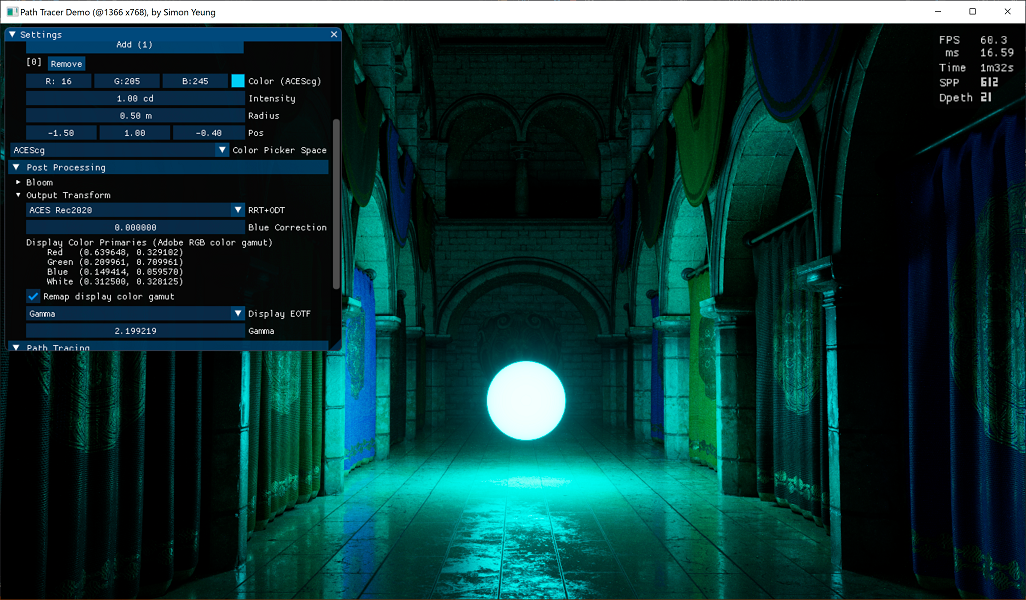 Path Tracer Demo (@1366 x768), by Simon Yeung
Settings
Add (1)
[0] Remove
R: 16 G:205 B:245 Color (ACEScg)
1.00 cd Intensity
0.50 m Radius
-1.50 1.00 -0.40 Pos
ACEScg Color Picker Space
Post Processing
Bloom
Output Transform
ACES Rec2020 RRT+ODT
0.000000 Blue Correction
Display Color Primaries (Adobe RGB color gamut)
Red (0.639648, 0.329102)
Green (0.209961, 0.709961)
Blue (0.149414, 0.059570)
White (0.312500, 0.328125)
Remap display color gamut
Gamma Display EOTF
2.199219 Gamma
Path Tracing
FPS 60.3
ms 16.59
Time 1m32s
SPP
Dpeth 21